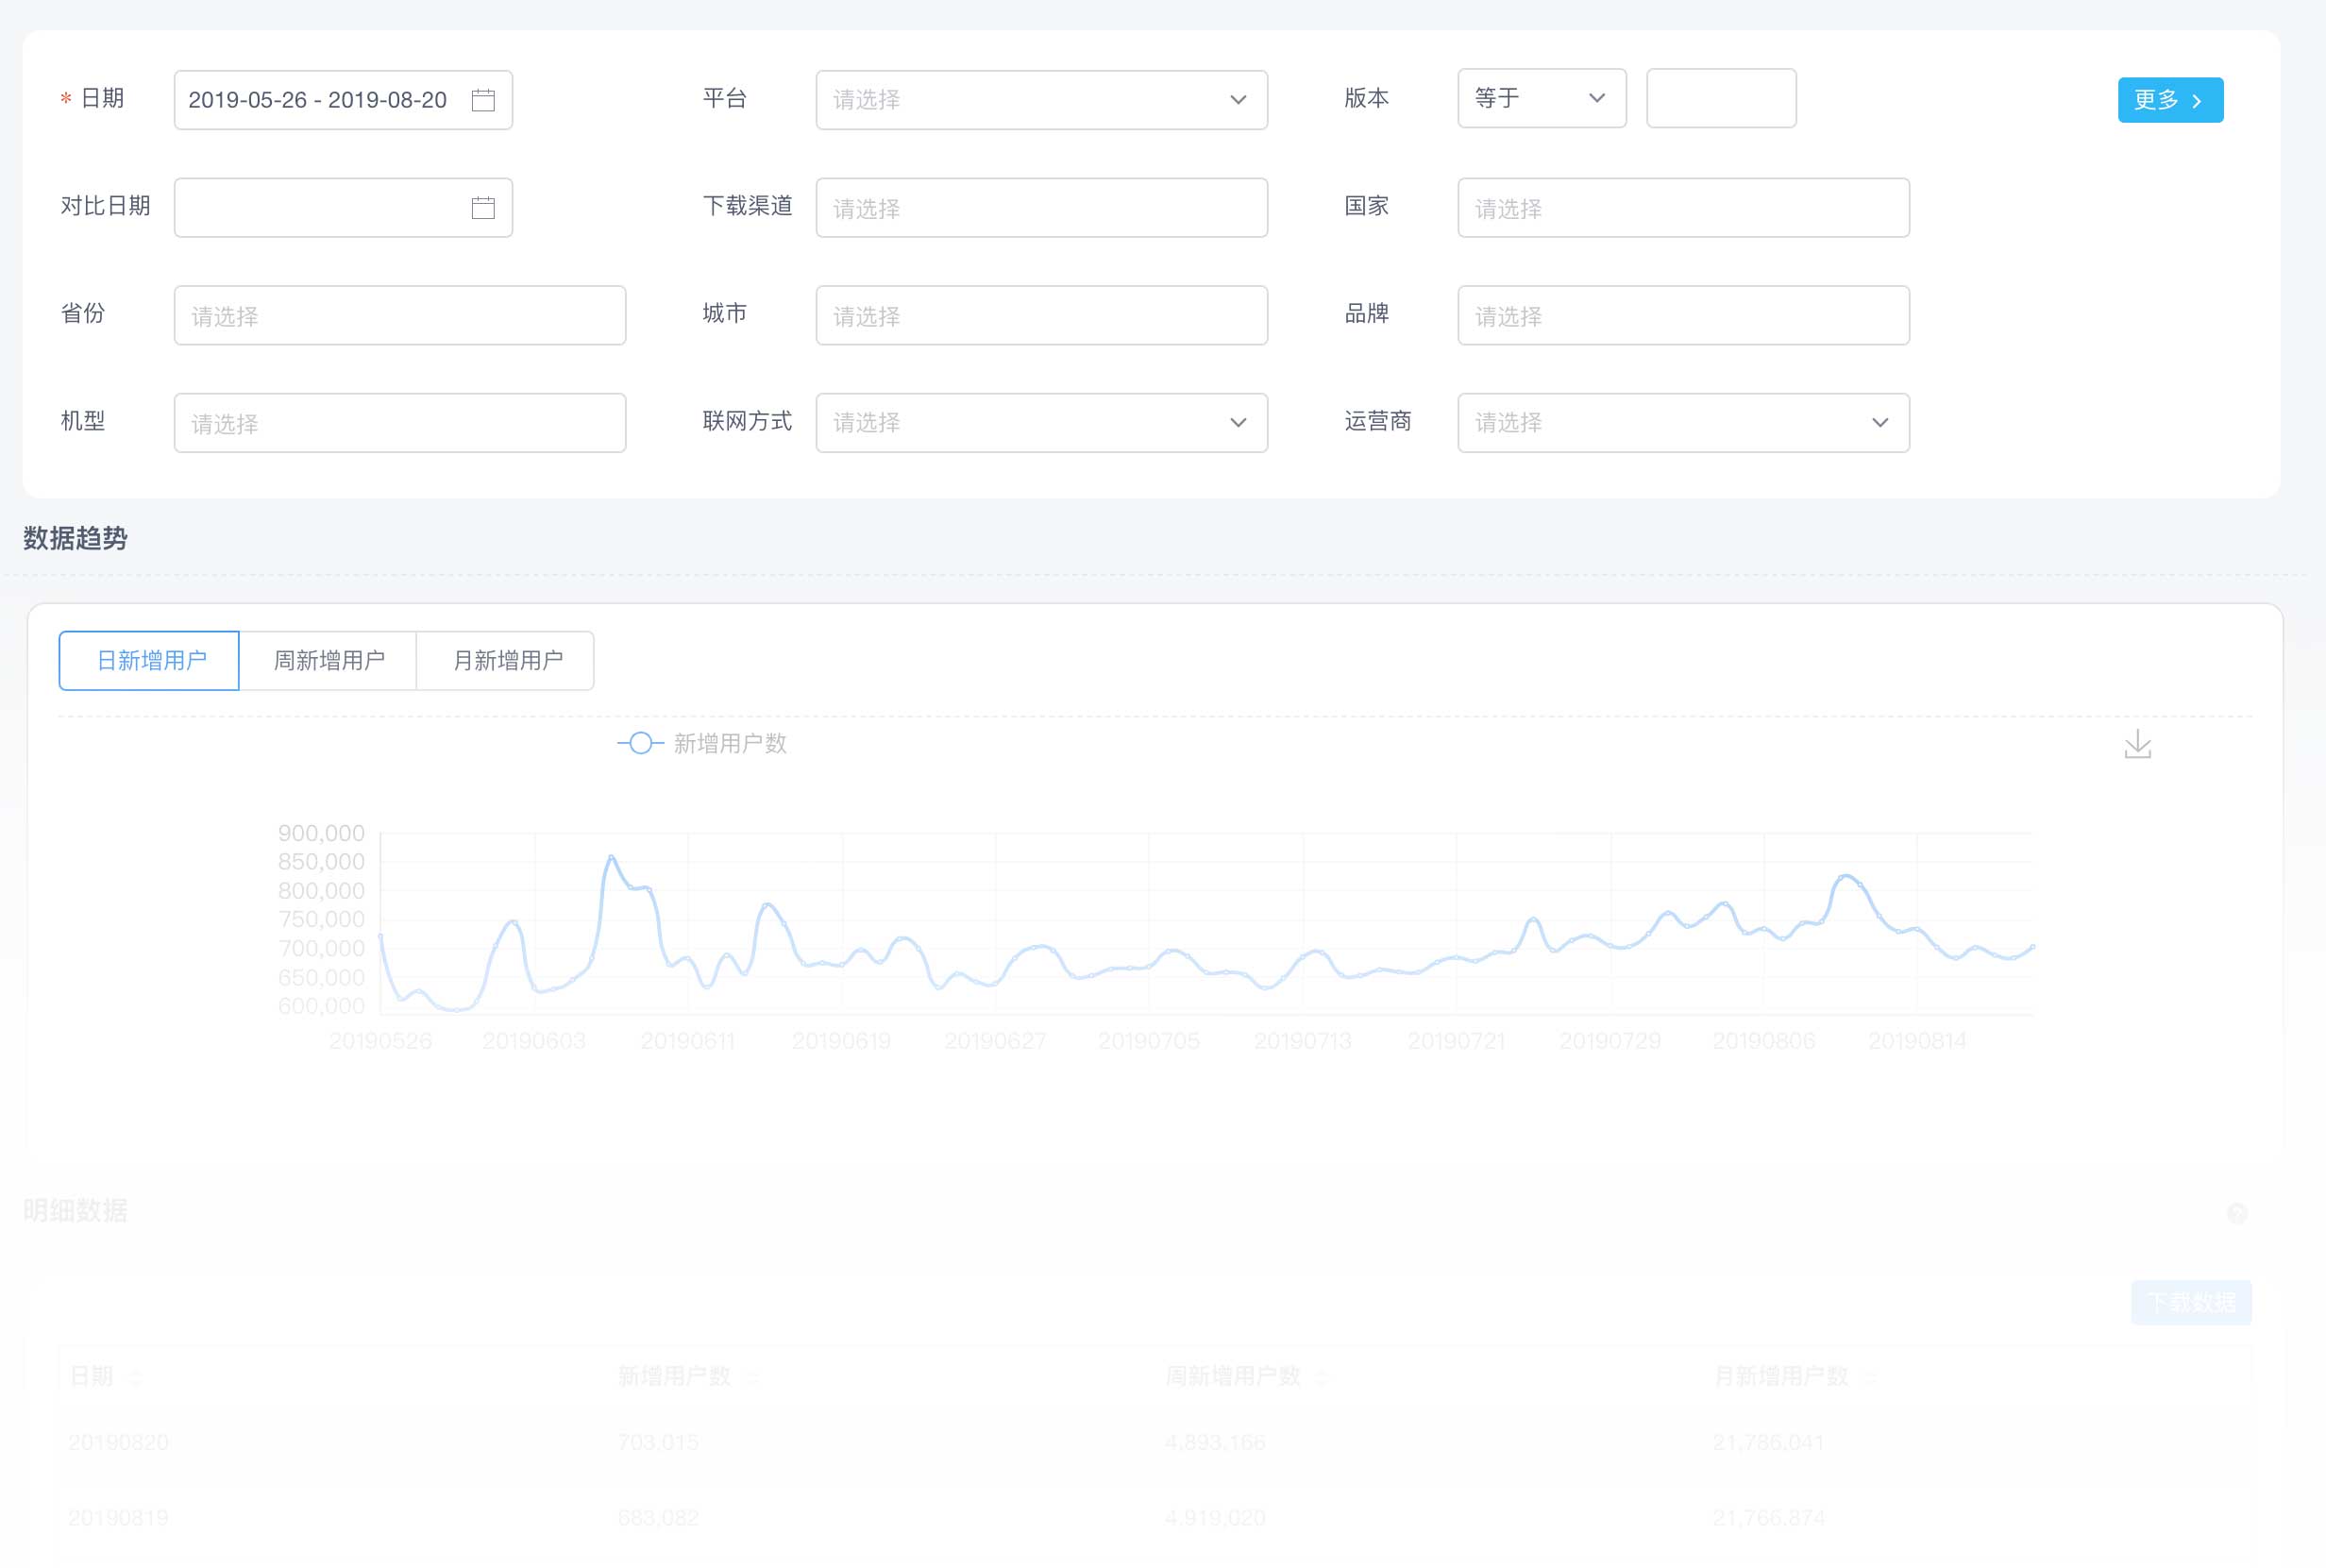 * 日期 2019-05-26 - 2019-08-20 平台 请选择 版本 等于 更多
对比日期 下载渠道 请选择 国家 请选择
省份 请选择 城市 请选择 品牌 请选择
机型 请选择 联网方式 请选择 运营商 请选择
数据趋势
日新增用户 周新增用户 月新增用户
新增用户数
900,000
850,000
800,000
750,000
700,000
650,000
600,000
20190526 20190603 20190611 20190619 20190627 20190705 20190713 20190721 20190729 20190806 20190814
明细数据
下载数据
日期 新增用户数 周新增用户数 月新增用户数
20190820 703,015 4,893,166 21,786,041
20190819 683,082 4,919,020 21,766,874